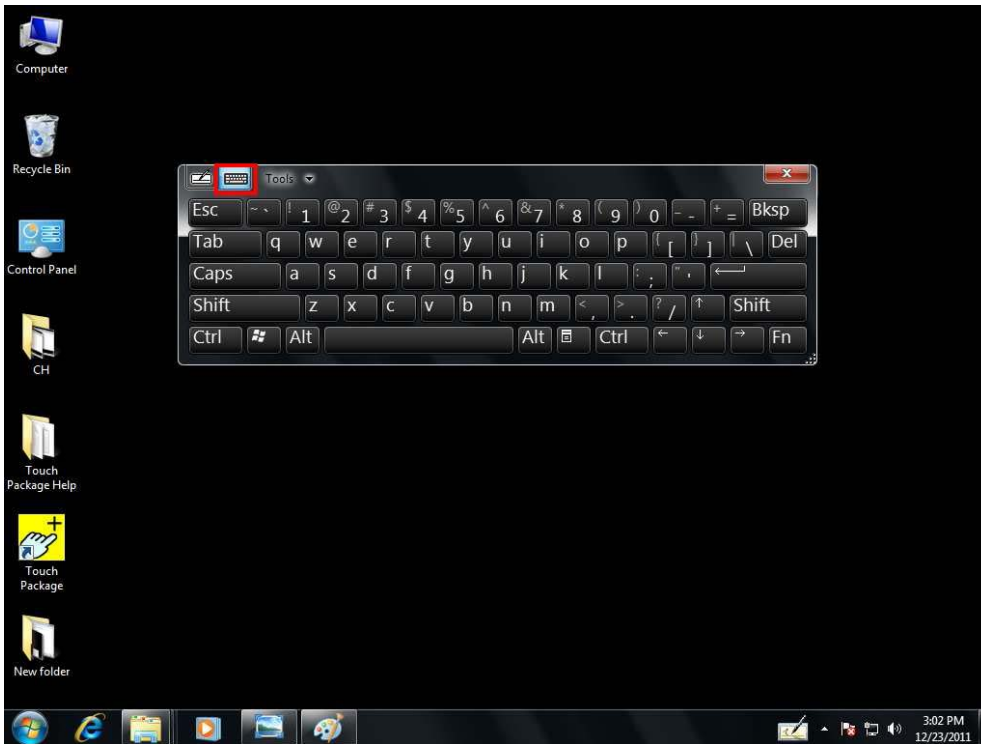 Computer
Recycle Bin
Control Panel
CH
Touch
Package Help
Touch
Package
New folder
Tools
x
Esc ~ ` ! 1 @ 2 # 3 $ 4 % 5 ^ 6 & 7 * 8 ( 9 ) 0 _ - + = Bksp
Tab q w e r t y u i o p { [ } ] | \ Del
Caps a s d f g h j k l : ; " '
Shift z x c v b n m < , > . ? / ↑ Shift
Ctrl Alt Alt Ctrl ← ↓ → Fn
3:02 PM
12/23/2011